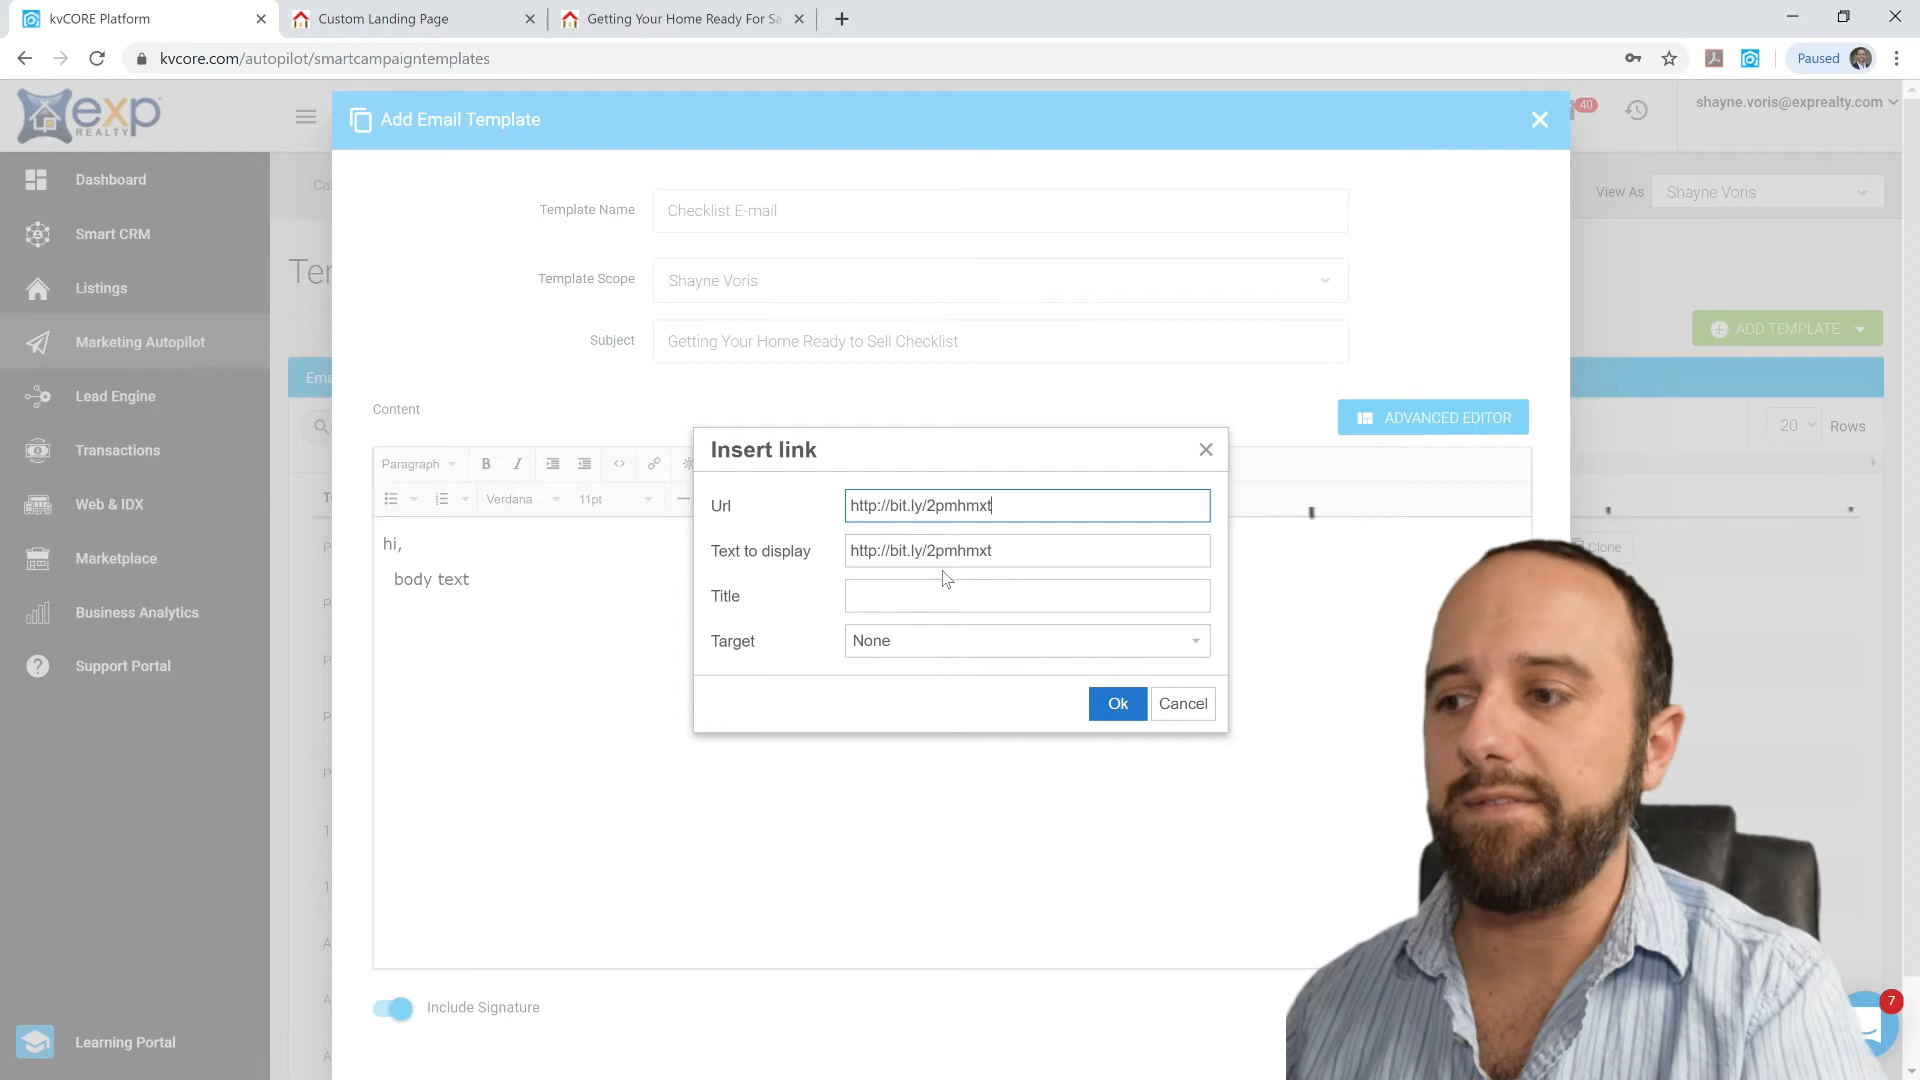 kvCORE Platform
Custom Landing Page
Getting Your Home Ready For Sa
kvcore.com/autopilot/smartcampaigntemplates
Paused
exp
REALTY
Add Email Template
40
shayne.voris@exprealty.com
Dashboard
Smart CRM
Listings
Marketing Autopilot
Lead Engine
Transactions
Web & IDX
Marketplace
Business Analytics
Support Portal
Learning Portal
View As
Shayne Voris
ADD TEMPLATE
20
Rows
Clone
Template Name
Checklist E-mail
Template Scope
Shayne Voris
Subject
Getting Your Home Ready to Sell Checklist
Content
ADVANCED EDITOR
Paragraph
B
I
Verdana
11pt
hi,
body text
Insert link
Url
http://bit.ly/2pmhmxt
Text to display
http://bit.ly/2pmhmxt
Title
Target
None
Ok
Cancel
Include Signature
7